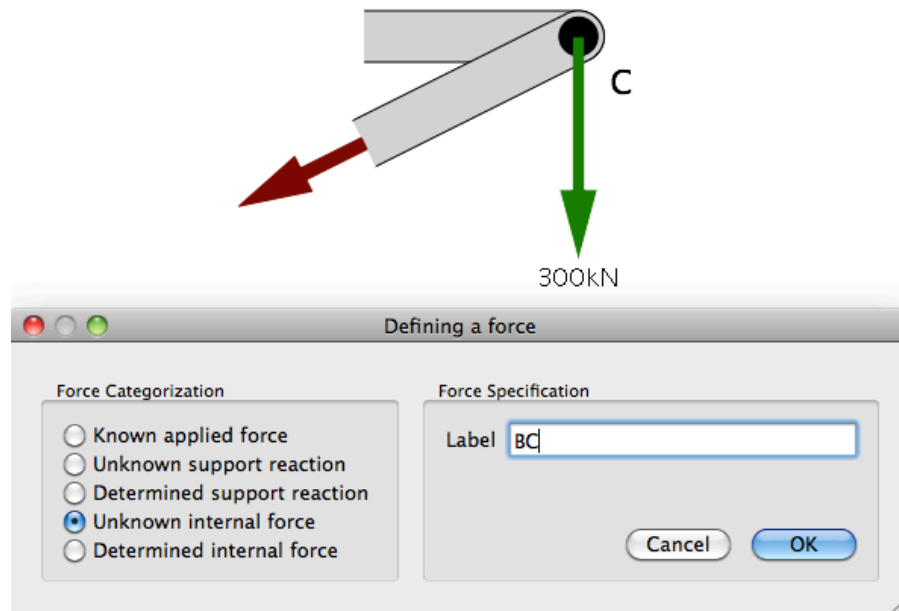 C
300kN
Defining a force
Force Categorization
Known applied force
Unknown support reaction
Determined support reaction
Unknown internal force
Determined internal force
Force Specification
Label BC
Cancel OK